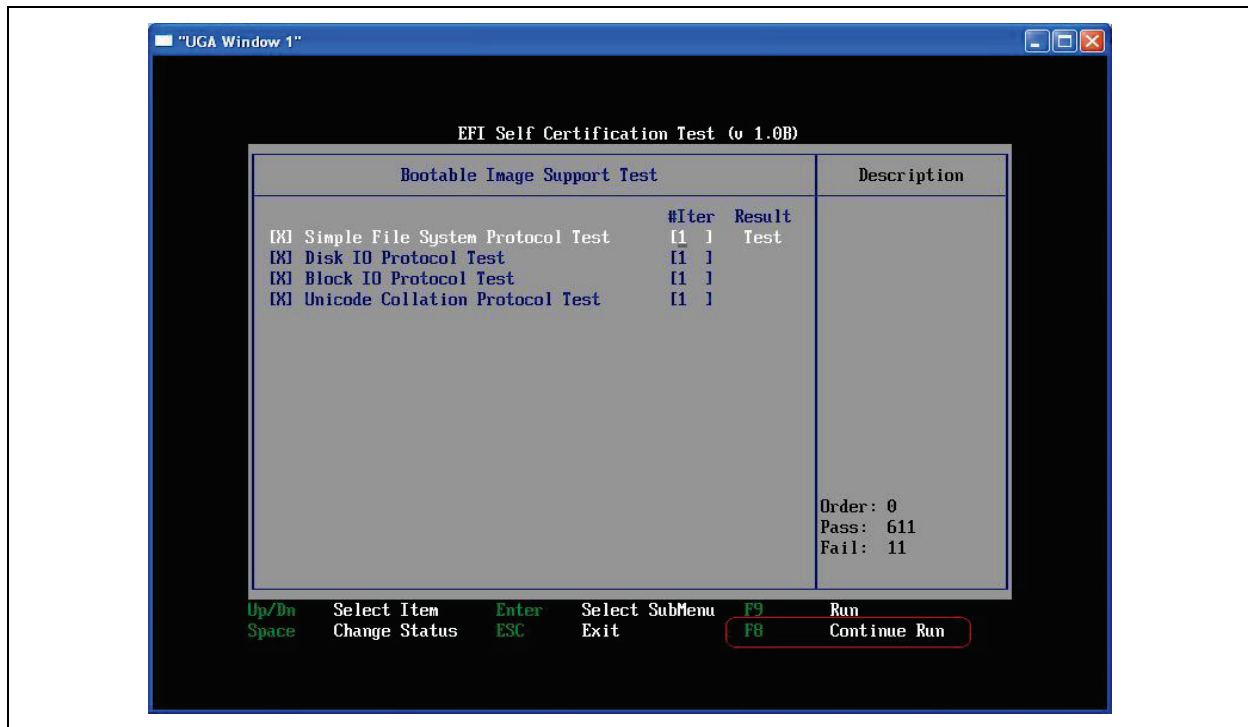 "UGA Window 1"
EFI Self Certification Test (v 1.0B)
Bootable Image Support Test
Description
#Iter Result
[X] Simple File System Protocol Test [1 ] Test
[X] Disk IO Protocol Test [1 ]
[X] Block IO Protocol Test [1 ]
[X] Unicode Collation Protocol Test [1 ]
Order: 0
Pass: 611
Fail: 11
Up/Dn Select Item Enter Select SubMenu F9 Run
Space Change Status ESC Exit F8 Continue Run